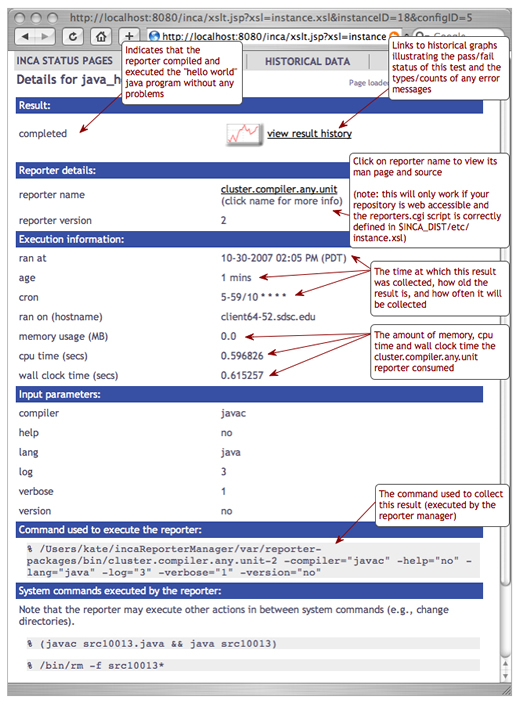 http://localhost:8080/inca/xslt.jsp?xsl=instance.xsl&instanceID=18&configID=5
http://localhost:8080/inca/xslt.jsp?xsl=instan
INCA STATUS PAGES
HISTORICAL DATA
Details for java_h
Page loade
Indicates that the
reporter compiled and
executed the "hello world"
java program without any
problems
Links to historical graphs
illustrating the pass/fail
status of this test and the
types/counts of any error
messages
Result:
completed
view result history
Reporter details:
reporter name
cluster.compiler.any.unit
(click name for more info)
reporter version
2
Click on reporter name to view its
man page and source
(note: this will only work if your
repository is web accessible and
the reporters.cgi script is correctly
defined in $INCA_DIST/etc/
instance.xsl)
Execution information:
ran at
10-30-2007 02:05 PM (PDT)
age
1 mins
cron
5-59/10 * * * *
The time at which this result
was collected, how old the
result is, and how often it will
be collected
ran on (hostname)
client64-52.sdsc.edu
memory usage (MB)
0.0
cpu time (secs)
0.596826
wall clock time (secs)
0.615257
The amount of memory, cpu
time and wall clock time the
cluster.compiler.any.unit
reporter consumed
Input parameters:
compiler
javac
help
no
lang
java
log
3
verbose
1
version
no
The command used to collect
this result (executed by the
reporter manager)
Command used to execute the reporter:
% /Users/kate/incaReporterManager/var/reporter-
packages/bin/cluster.compiler.any.unit-2 -compiler="javac" -help="no" -
lang="java" -log="3" -verbose="1" -version="no"
System commands executed by the reporter:
Note that the reporter may execute other actions in between system commands (e.g., change
directories).
% (javac src10013.java && java src10013)
% /bin/rm -f src10013*